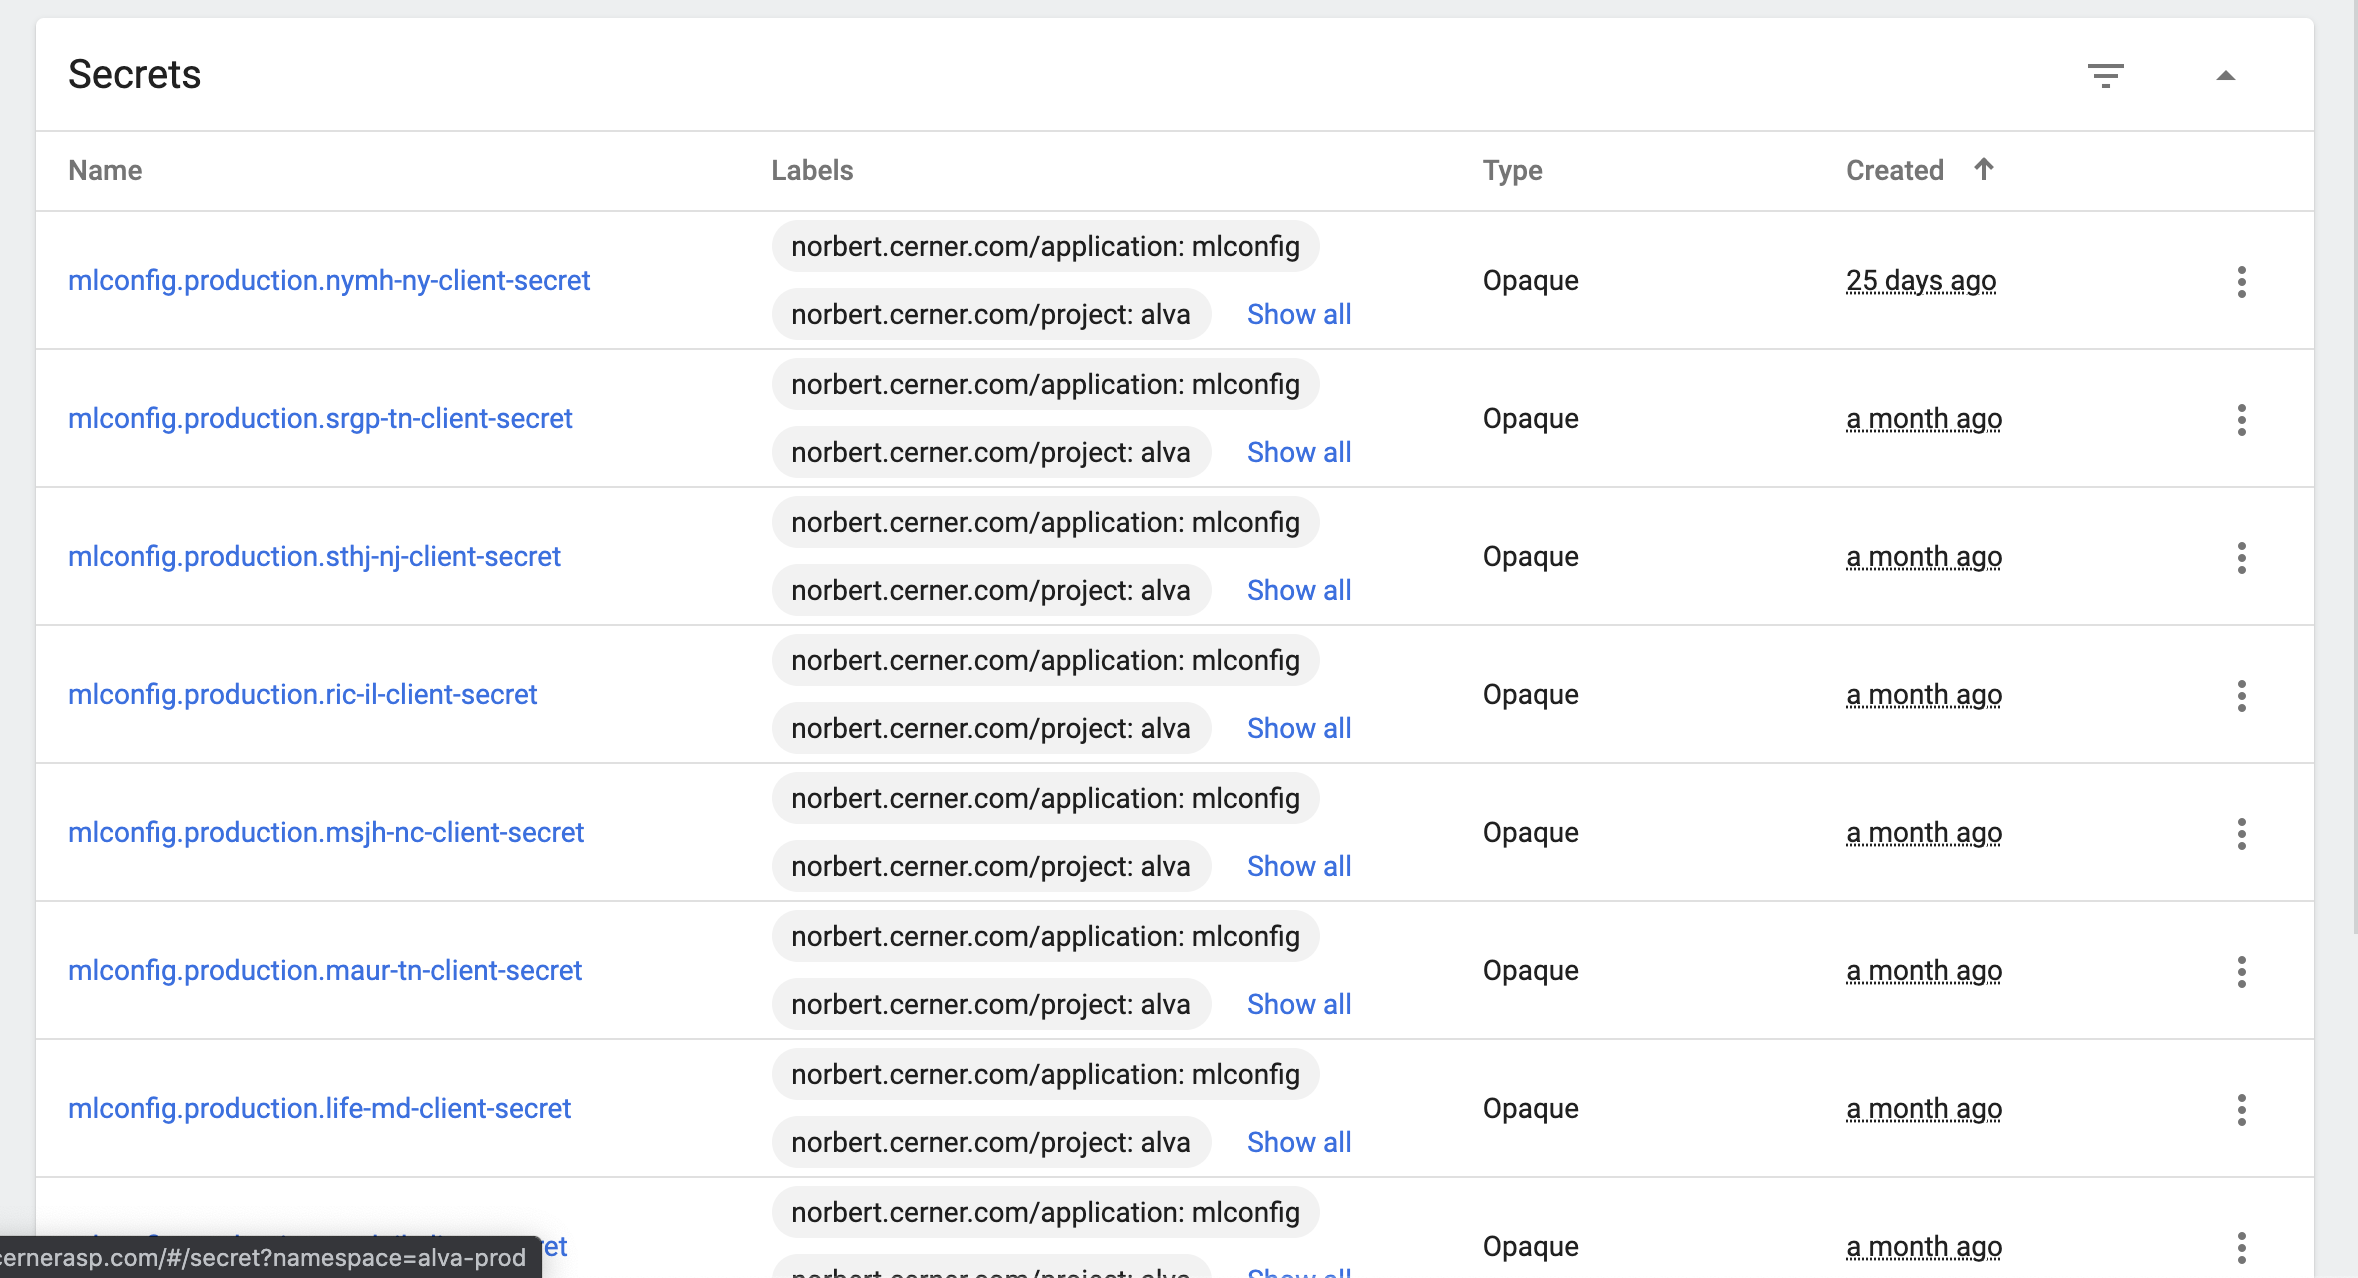 Secrets
Name Labels Type Created
norbert.cerner.com/application: mlconfig
mlconfig.production.nymh-ny-client-secret Opaque 25 days ago
norbert.cerner.com/project: alva Show all
norbert.cerner.com/application: mlconfig
mlconfig.production.srgp-tn-client-secret Opaque a month ago
norbert.cerner.com/project: alva Show all
norbert.cerner.com/application: mlconfig
mlconfig.production.sthj-nj-client-secret Opaque a month ago
norbert.cerner.com/project: alva Show all
norbert.cerner.com/application: mlconfig
mlconfig.production.ric-il-client-secret Opaque a month ago
norbert.cerner.com/project: alva Show all
norbert.cerner.com/application: mlconfig
mlconfig.production.msjh-nc-client-secret Opaque a month ago
norbert.cerner.com/project: alva Show all
norbert.cerner.com/application: mlconfig
mlconfig.production.maur-tn-client-secret Opaque a month ago
norbert.cerner.com/project: alva Show all
norbert.cerner.com/application: mlconfig
mlconfig.production.life-md-client-secret Opaque a month ago
norbert.cerner.com/project: alva Show all
norbert.cerner.com/application: mlconfig
Opaque a month ago
cernerasp.com/#/secret?namespace=alva-prod
norbert.cerner.com/project: alva Show all